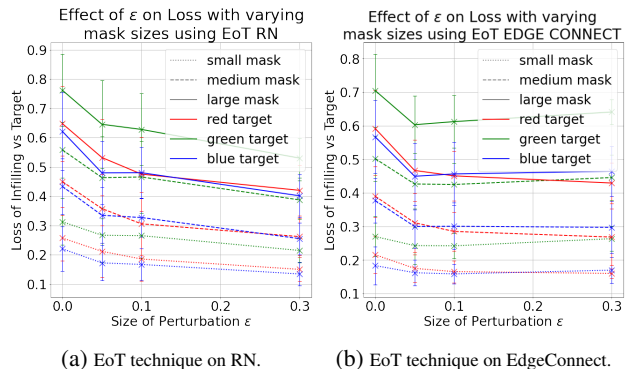 Effect of ε on Loss with varying
mask sizes using EoT RN
Loss of Infilling vs Target
0.9
0.8
0.7
0.6
0.5
0.4
0.3
0.2
0.1
small mask
medium mask
large mask
red target
green target
blue target
0.0
0.1
0.2
0.3
Size of Perturbation ε
(a) EoT technique on RN.
Effect of ε on Loss with varying
mask sizes using EoT EDGE CONNECT
Loss of Infilling vs Target
0.8
0.7
0.6
0.5
0.4
0.3
0.2
0.1
small mask
medium mask
large mask
red target
green target
blue target
0.0
0.1
0.2
0.3
Size of Perturbation ε
(b) EoT technique on EdgeConnect.